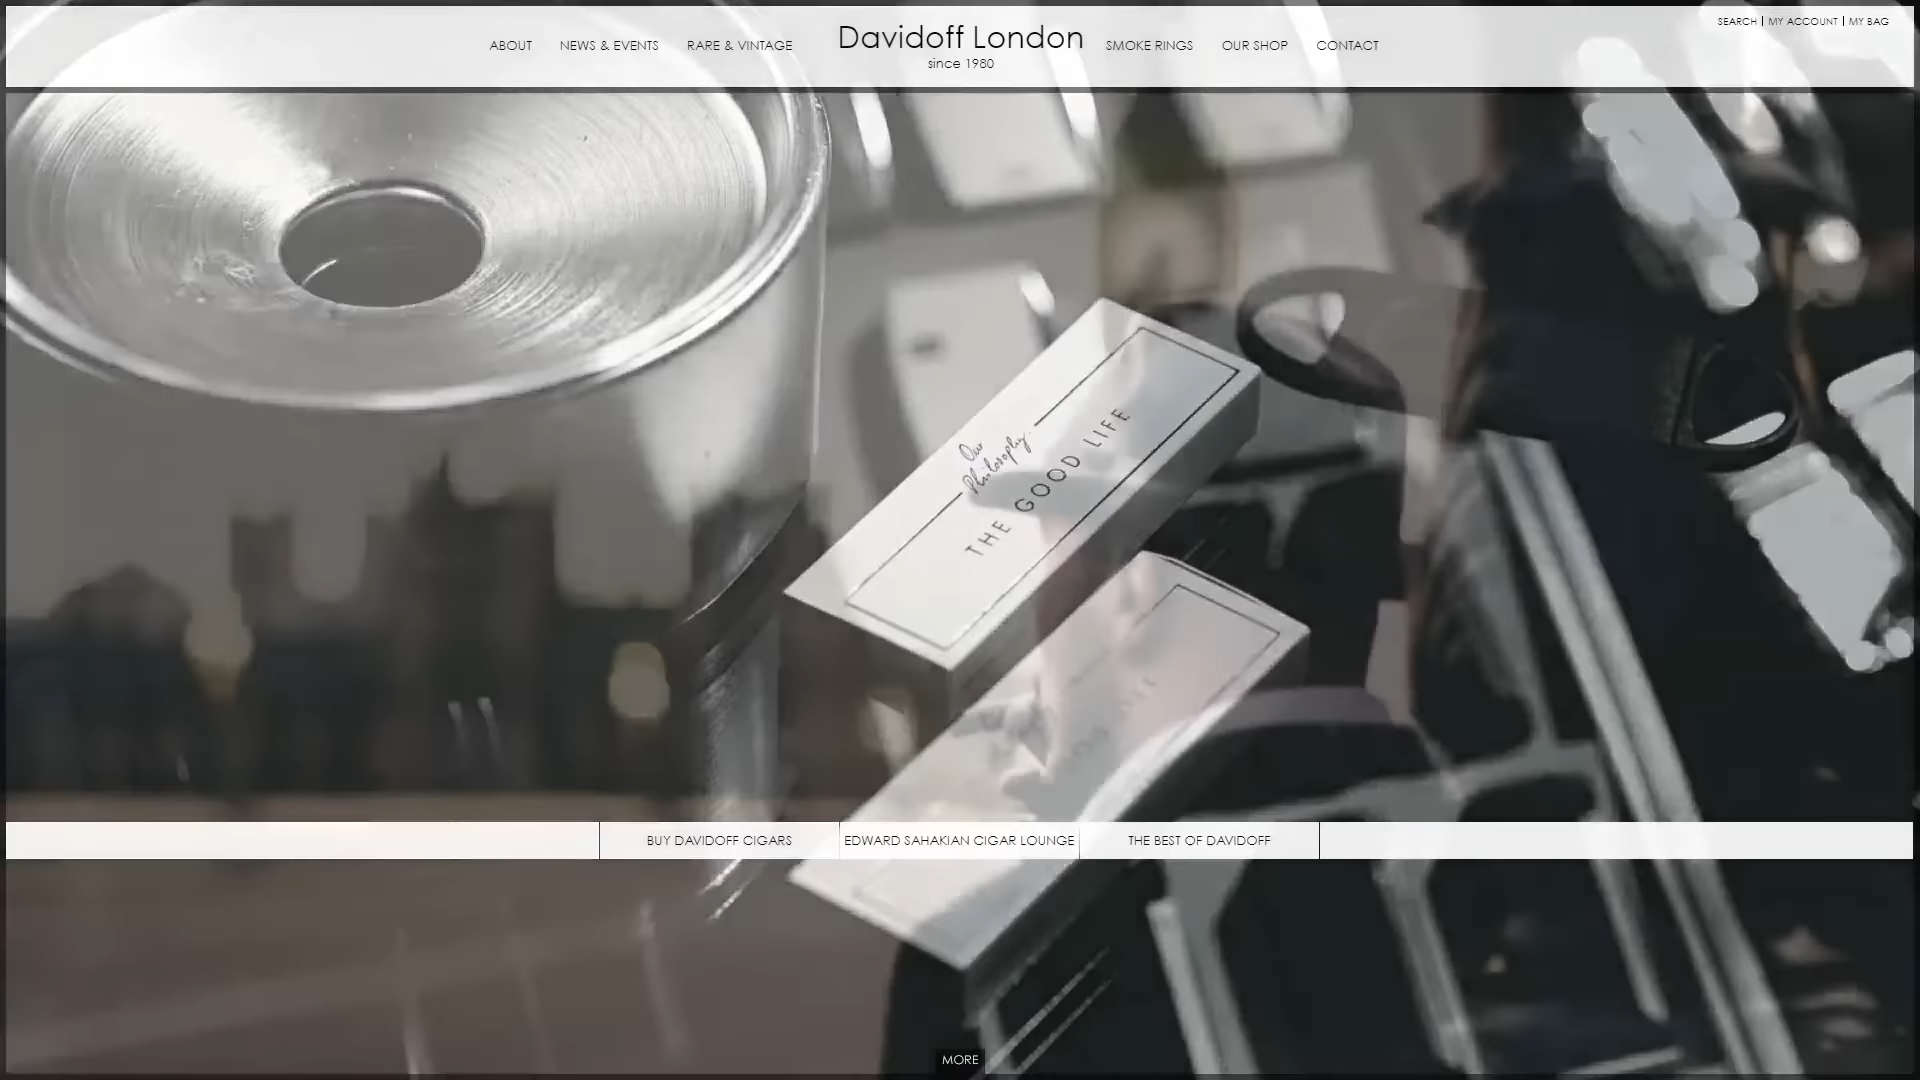 SEARCH | MY ACCOUNT | MY BAG
ABOUT NEWS & EVENTS RARE & VINTAGE Davidoff London SMOKE RINGS OUR SHOP CONTACT
since 1980
Our
Philosophy.
THE GOOD LIFE
BUY DAVIDOFF CIGARS EDWARD SAHAKIAN CIGAR LOUNGE THE BEST OF DAVIDOFF
MORE